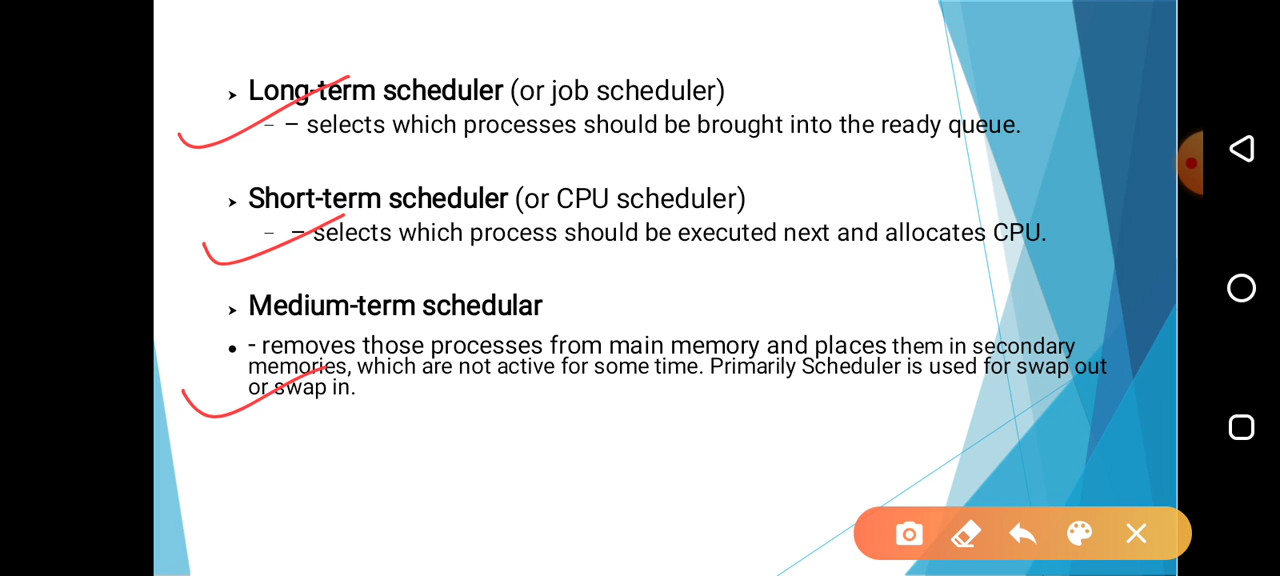 ➤ Long-term scheduler (or job scheduler)
– – selects which processes should be brought into the ready queue.
➤ Short-term scheduler (or CPU scheduler)
– – selects which process should be executed next and allocates CPU.
➤ Medium-term schedular
• - removes those processes from main memory and places them in secondary
memories, which are not active for some time. Primarily Scheduler is used for swap out
or swap in.